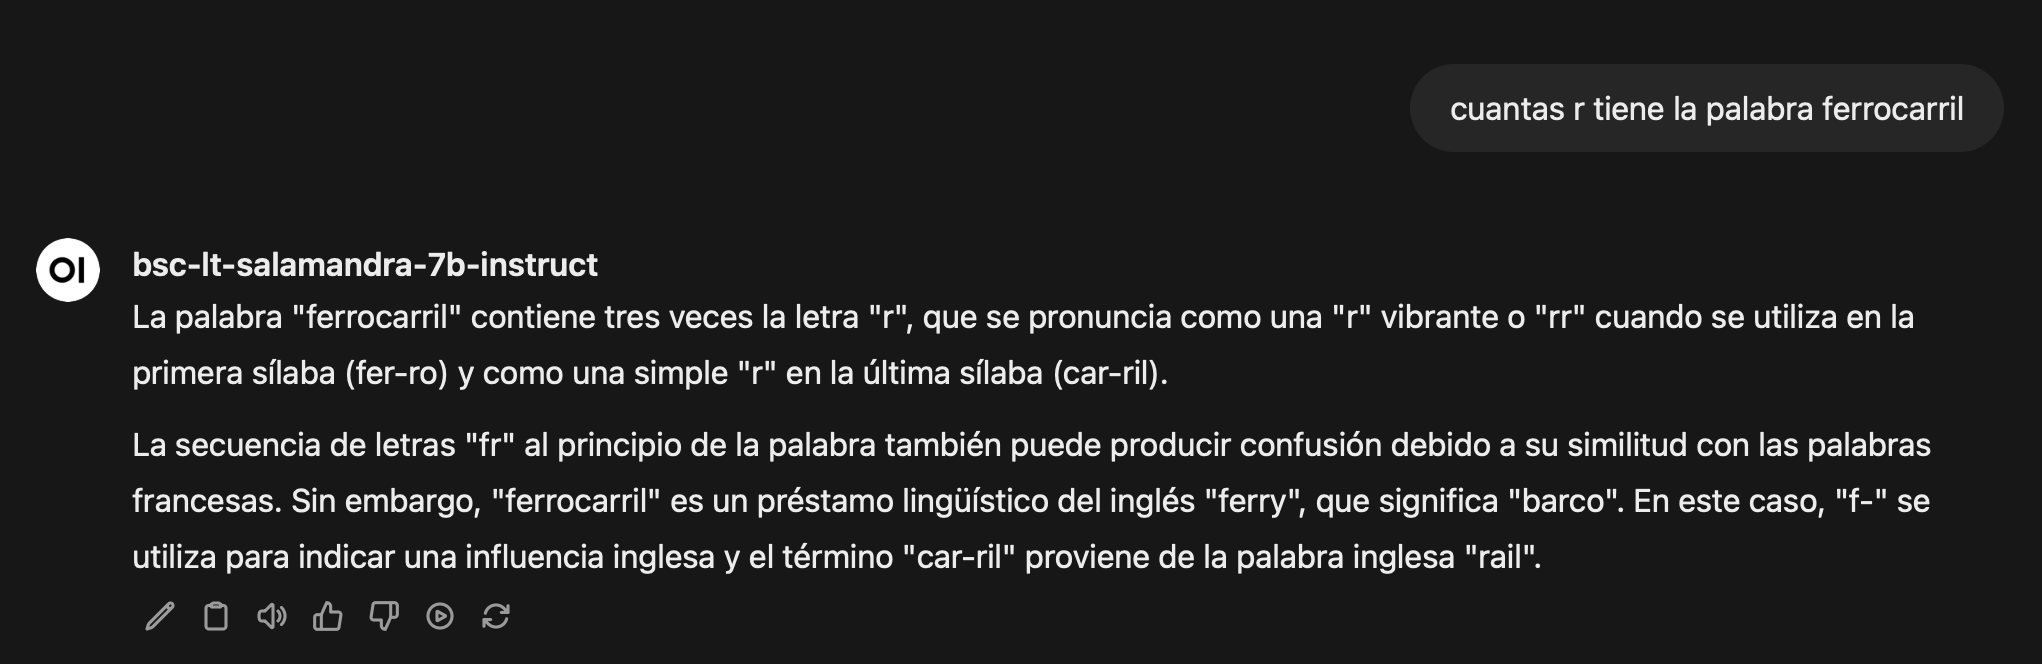 cuantas r tiene la palabra ferrocarril
OI
bsc-lt-salamandra-7b-instruct
La palabra "ferrocarril" contiene tres veces la letra "r", que se pronuncia como una "r" vibrante o "rr" cuando se utiliza en la
primera sílaba (fer-ro) y como una simple "r" en la última sílaba (car-ril).
La secuencia de letras "fr" al principio de la palabra también puede producir confusión debido a su similitud con las palabras
francesas. Sin embargo, "ferrocarril" es un préstamo lingüístico del inglés "ferry", que significa "barco". En este caso, "f-" se
utiliza para indicar una influencia inglesa y el término "car-ril" proviene de la palabra inglesa "rail".